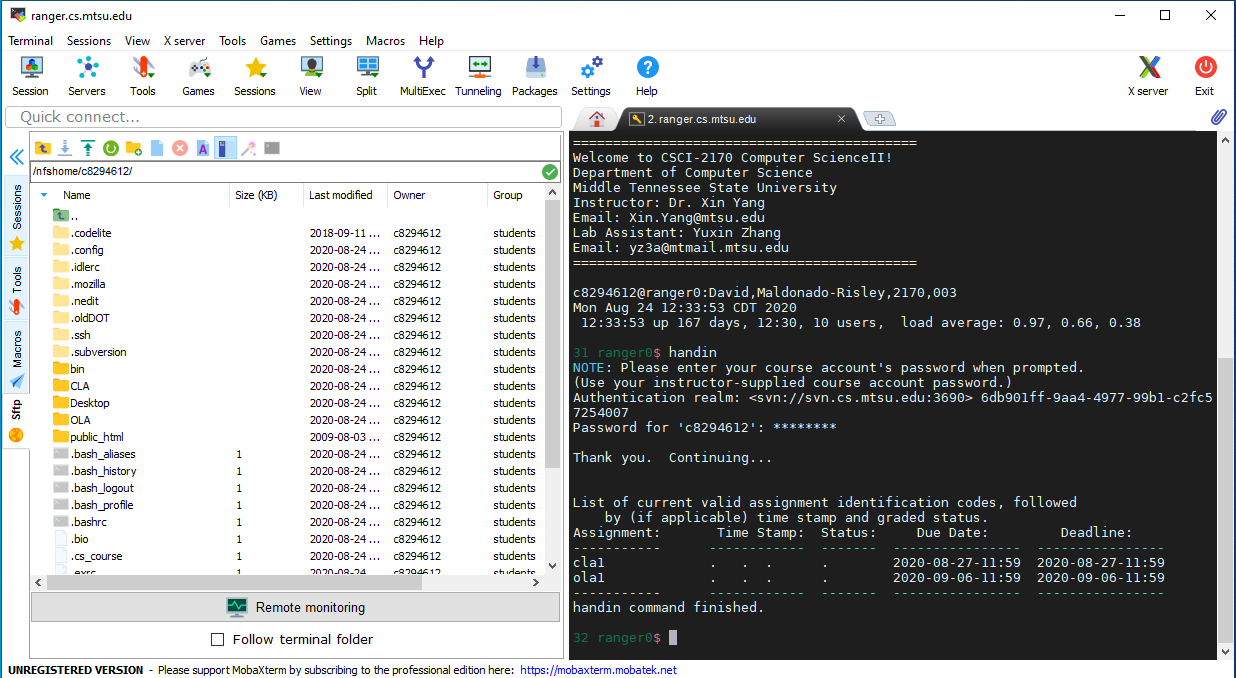 ranger.cs.mtsu.edu
Terminal Sessions View X server Tools Games Settings Macros Help
Session Servers Tools Games Sessions View Split MultiExec Tunneling Packages Settings Help X server Exit
Quick connect...
2. ranger.cs.mtsu.edu
Sessions
Tools
Macros
Sftp
/nfshome/c8294612/
Name Size (KB) Last modified Owner Group
..
.codelite 2018-09-11 ... c8294612 students
.config 2020-08-24 ... c8294612 students
.idlerc 2020-08-24 ... c8294612 students
.mozilla 2020-08-24 ... c8294612 students
.nedit 2020-08-24 ... c8294612 students
.oldDOT 2020-08-24 ... c8294612 students
.ssh 2020-08-24 ... c8294612 students
.subversion 2020-08-24 ... c8294612 students
bin 2020-08-24 ... c8294612 students
CLA 2020-08-24 ... c8294612 students
Desktop 2020-08-24 ... c8294612 students
OLA 2020-08-24 ... c8294612 students
public_html 2009-08-03 ... c8294612 students
.bash_aliases 1 2020-08-24 ... c8294612 students
.bash_history 1 2020-08-24 ... c8294612 students
.bash_logout 1 2020-08-24 ... c8294612 students
.bash_profile 1 2020-08-24 ... c8294612 students
.bashrc 1 2020-08-24 ... c8294612 students
.bio 1 2020-08-24 ... c8294612 students
.cs_course 1 2020-08-24 ... c8294612 students
.exrc 1 2020-08-24 ... c8294612 students
Remote monitoring
Follow terminal folder
===========================================
Welcome to CSCI-2170 Computer ScienceII!
Department of Computer Science
Middle Tennessee State University
Instructor: Dr. Xin Yang
Email: Xin.Yang@mtsu.edu
Lab Assistant: Yuxin Zhang
Email: yz3a@mtmail.mtsu.edu
===========================================
c8294612@ranger0:David,Maldonado-Risley,2170,003
Mon Aug 24 12:33:53 CDT 2020
12:33:53 up 167 days, 12:30, 10 users, load average: 0.97, 0.66, 0.38
31 ranger0$ handin
NOTE: Please enter your course account's password when prompted.
(Use your instructor-supplied course account password.)
Authentication realm: <svn://svn.cs.mtsu.edu:3690> 6db901ff-9aa4-4977-99b1-c2fc5
7254007
Password for 'c8294612': ********
Thank you. Continuing...
List of current valid assignment identification codes, followed
by (if applicable) time stamp and graded status.
Assignment: Time Stamp: Status: Due Date: Deadline:
----------- ------------ ------- ---------------- ----------------
cla1 . . . . 2020-08-27-11:59 2020-08-27-11:59
ola1 . . . . 2020-09-06-11:59 2020-09-06-11:59
----------- ------------ ------- ---------------- ----------------
handin command finished.
32 ranger0$
UNREGISTERED VERSION - Please support MobaXterm by subscribing to the professional edition here: https://mobaxterm.mobatek.net